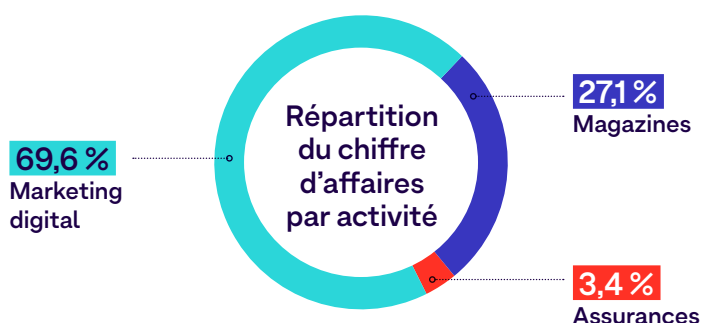 Répartition
du chiffre
d'affaires
par activité
69,6 %
Marketing
digital
27,1 %
Magazines
3,4 %
Assurances